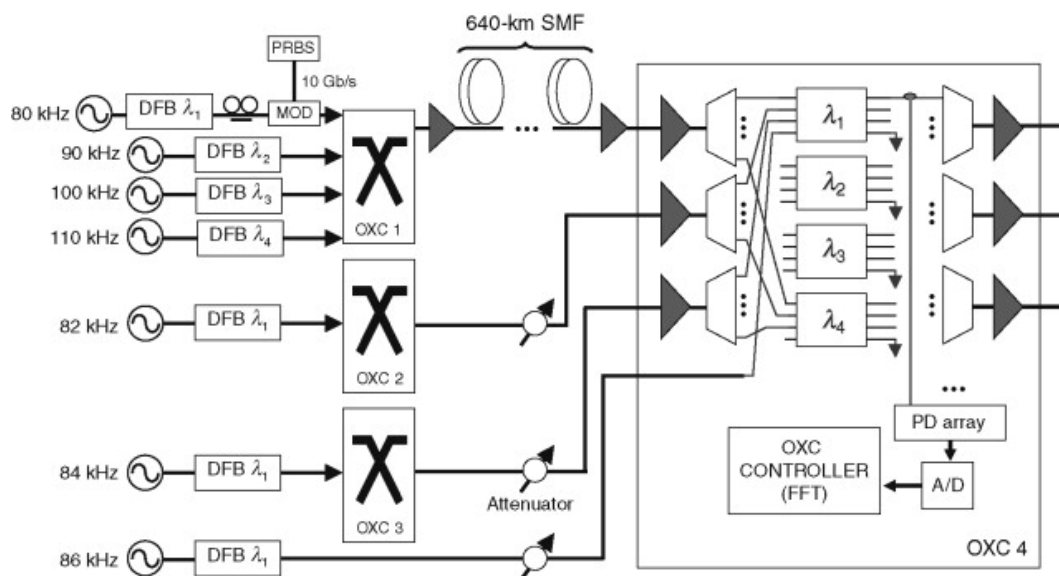 640-km SMF
PRBS
10 Gb/s
80 kHz
DFB λ1
MOD
90 kHz
DFB λ2
100 kHz
DFB λ3
110 kHz
DFB λ4
OXC 1
82 kHz
DFB λ1
OXC 2
84 kHz
DFB λ1
OXC 3
Attenuator
86 kHz
DFB λ1
λ1
λ2
λ3
λ4
PD array
A/D
OXC
CONTROLLER
(FFT)
OXC 4